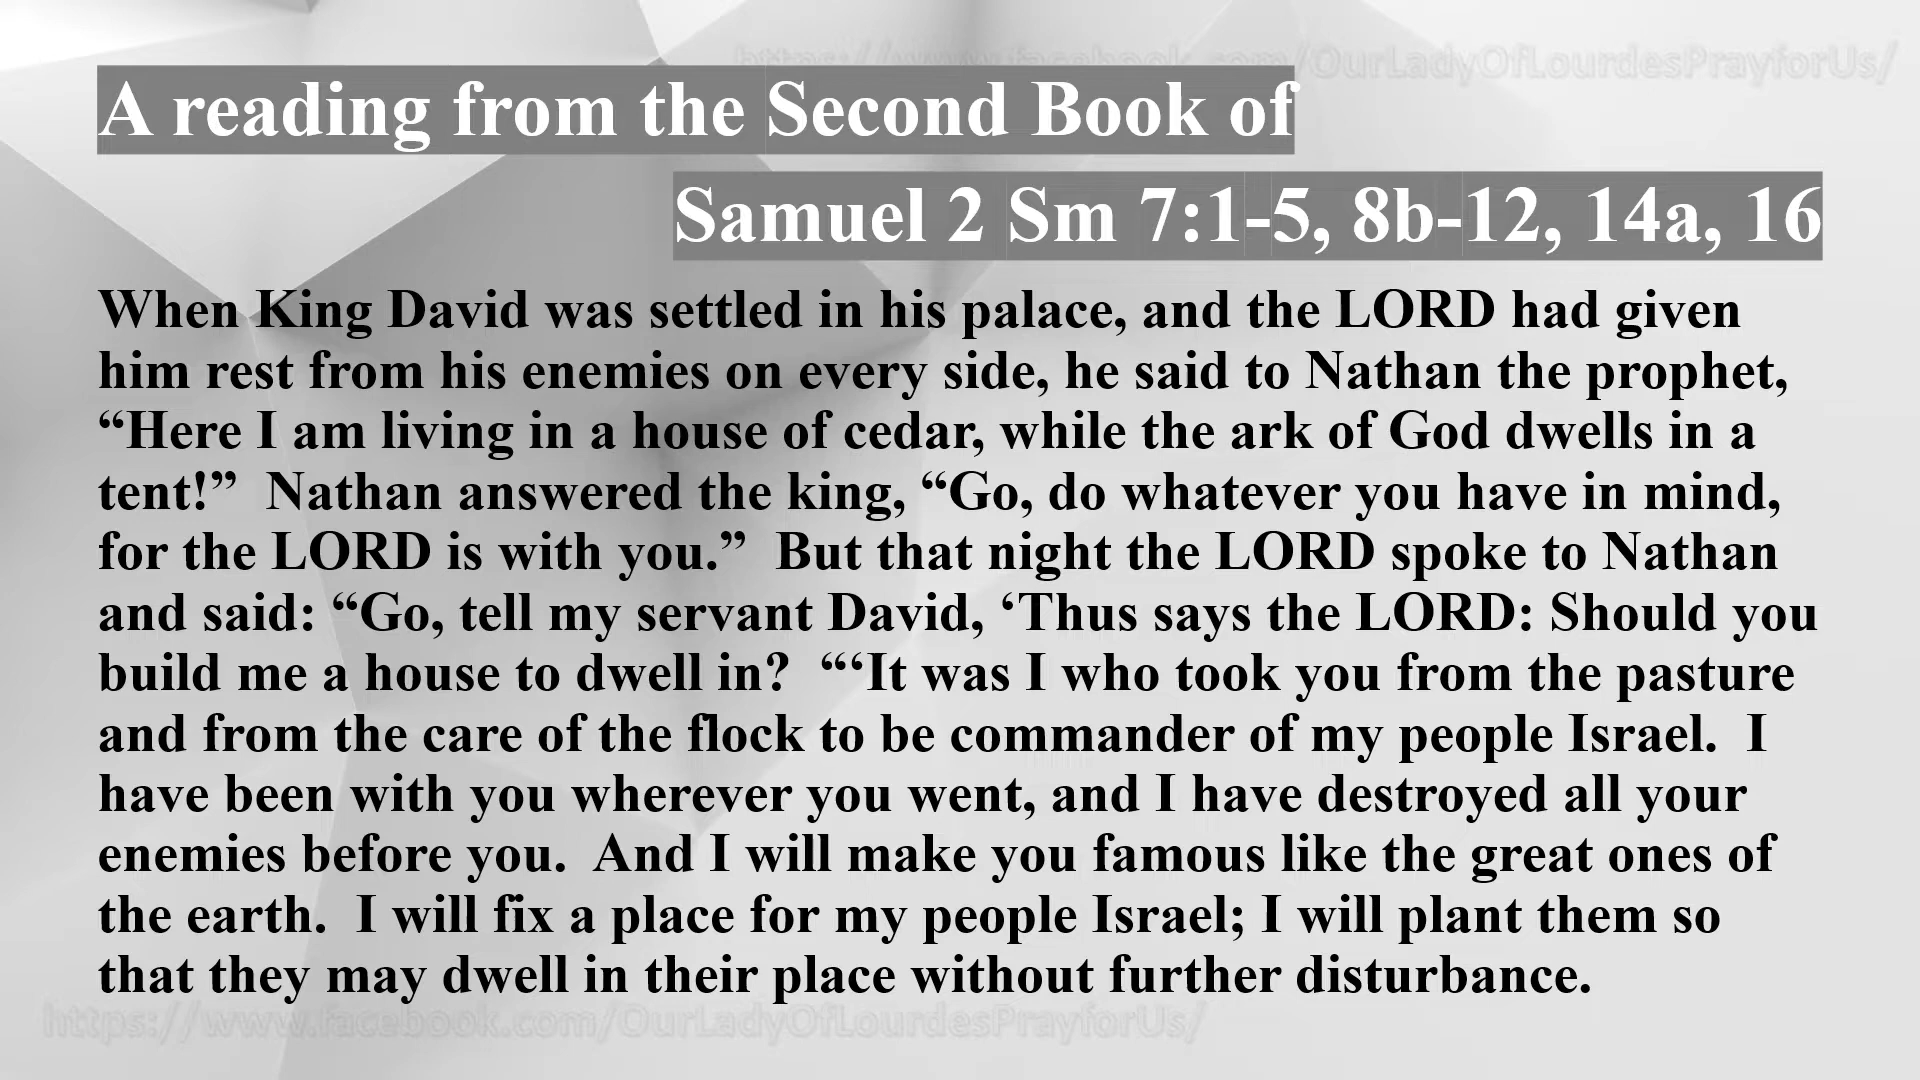 https://www.facebook.com/OurLadyOfLourdesPrayforUs/
A reading from the Second Book of
Samuel 2 Sm 7:1-5, 8b-12, 14a, 16
When King David was settled in his palace, and the LORD had given
him rest from his enemies on every side, he said to Nathan the prophet,
“Here I am living in a house of cedar, while the ark of God dwells in a
tent!”  Nathan answered the king, “Go, do whatever you have in mind,
for the LORD is with you.”  But that night the LORD spoke to Nathan
and said: “Go, tell my servant David, ‘Thus says the LORD: Should you
build me a house to dwell in?  “‘It was I who took you from the pasture
and from the care of the flock to be commander of my people Israel.  I
have been with you wherever you went, and I have destroyed all your
enemies before you.  And I will make you famous like the great ones of
the earth.  I will fix a place for my people Israel; I will plant them so
that they may dwell in their place without further disturbance.
https://www.facebook.com/OurLadyOfLourdesPrayforUs/